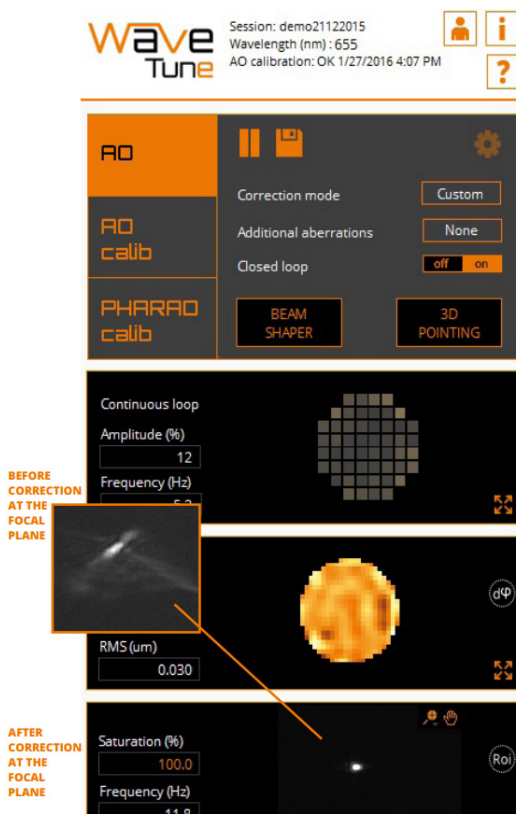 Wave
Tune
Session: demo21122015
Wavelength (nm) : 655
AO calibration: OK 1/27/2016 4:07 PM
i
?
AO
AO
calib
PHARAO
calib
Correction mode
Custom
Additional aberrations
None
Closed loop
off on
BEAM
SHAPER
3D
POINTING
Continuous loop
Amplitude (%)
12
Frequency (Hz)
BEFORE
CORRECTION
AT THE
FOCAL
PLANE
dφ
RMS (um)
0.030
AFTER
CORRECTION
AT THE
FOCAL
PLANE
Saturation (%)
100.0
Roi
Frequency (Hz)
11.8